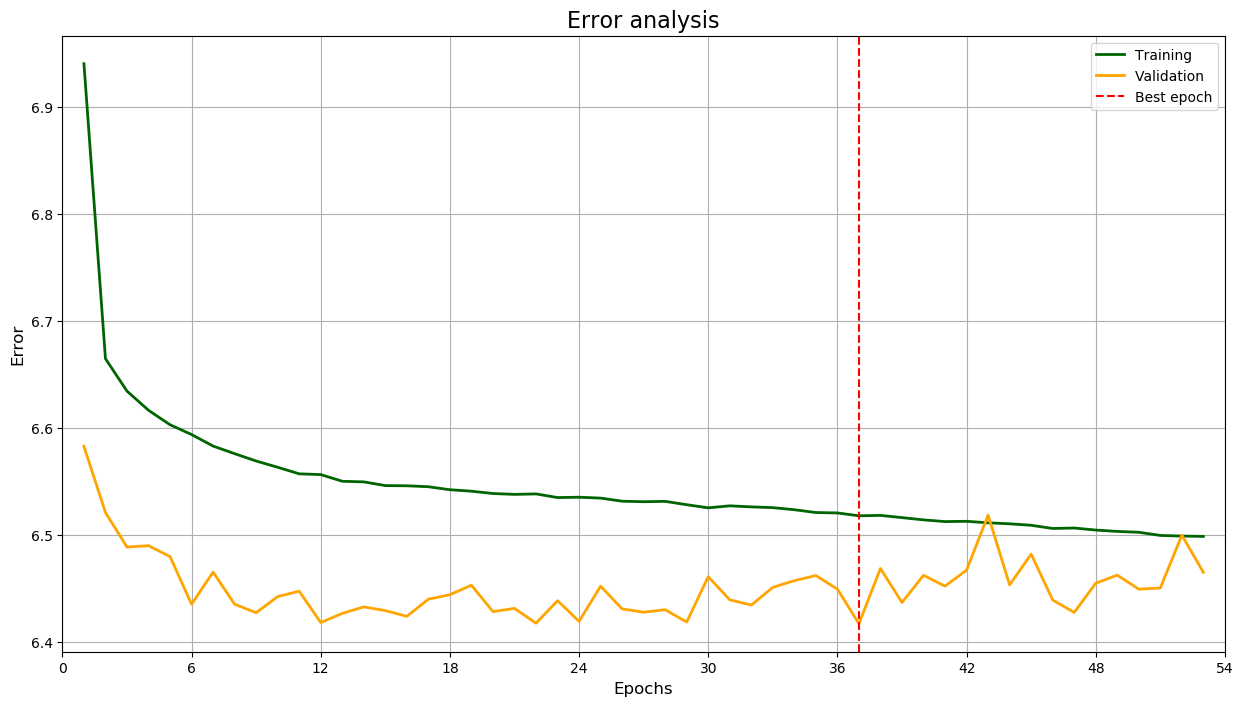 Error analysis
Training
Validation
Best epoch
6.9
6.8
6.7
6.6
6.5
6.4
Error
0 6 12 18 24 30 36 42 48 54
Epochs